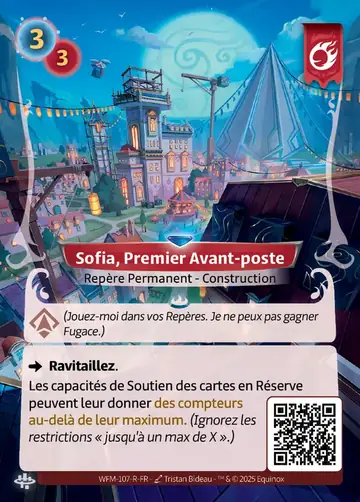 3
3
Sofia, Premier Avant-poste
Repère Permanent - Construction
(Jouez-moi dans vos Repères. Je ne peux pas gagner
Fugace.)
Ravitaillez.
Les capacités de Soutien des cartes en Réserve
peuvent leur donner des compteurs
au-delà de leur maximum. (Ignorez les
restrictions « jusqu'à un max de X ».)
WFM-107-R-FR - Tristan Bideau - ™ & © 2025 Equinox